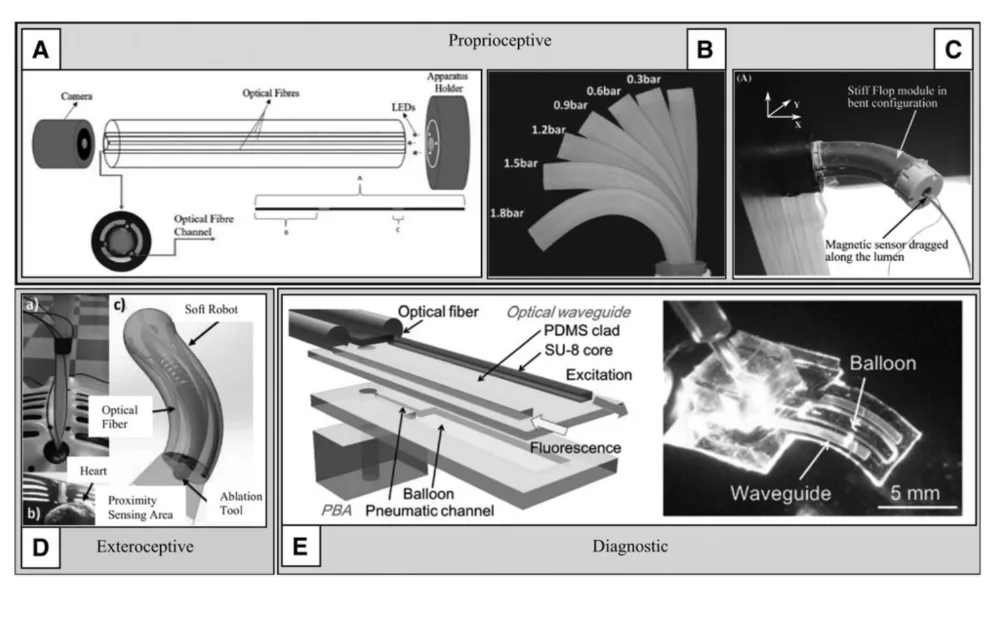 Proprioceptive
A
B
C
Camera
Optical Fibres
LEDs
Apparatus
Holder
A
B
C
Optical Fibre
Channel
0.3bar
0.6bar
0.9bar
1.2bar
1.5bar
1.8bar
(A)
Y
X
Stiff Flop module in
bent configuration
Magnetic sensor dragged
along the lumen
a)
c)
Soft Robot
Optical
Fiber
Heart
b)
Proximity
Sensing Area
Ablation
Tool
D
Exteroceptive
Optical fiber
Optical waveguide
PDMS clad
SU-8 core
Excitation
Fluorescence
Balloon
PBA
Pneumatic channel
Balloon
Waveguide
5 mm
E
Diagnostic